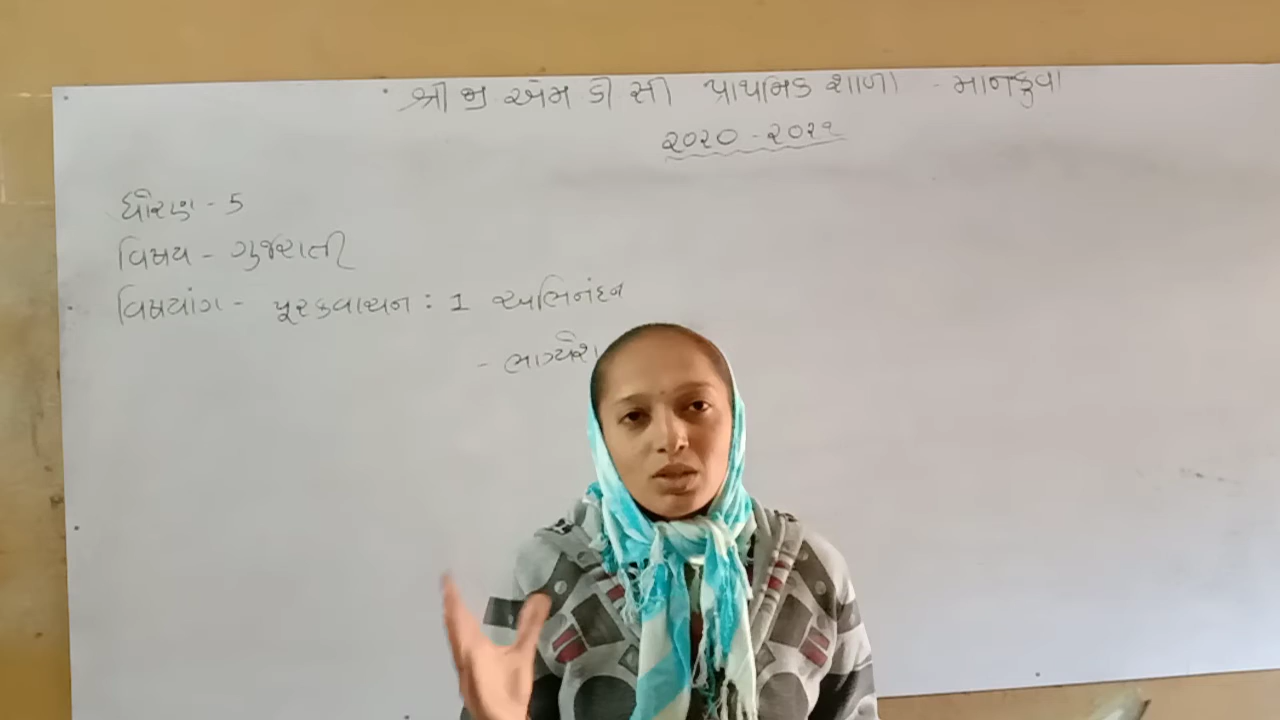 શ્રી જી એમ ડી સી પ્રાથમિક શાળા - માનકુવા
૨૦૨૦ - ૨૦૨૧
ધોરણ - 5
વિષય - ગુજરાતી
વિષયાંગ - પૂરકવાચન : 1 અભિનંદન
- ભાગ્યેશ